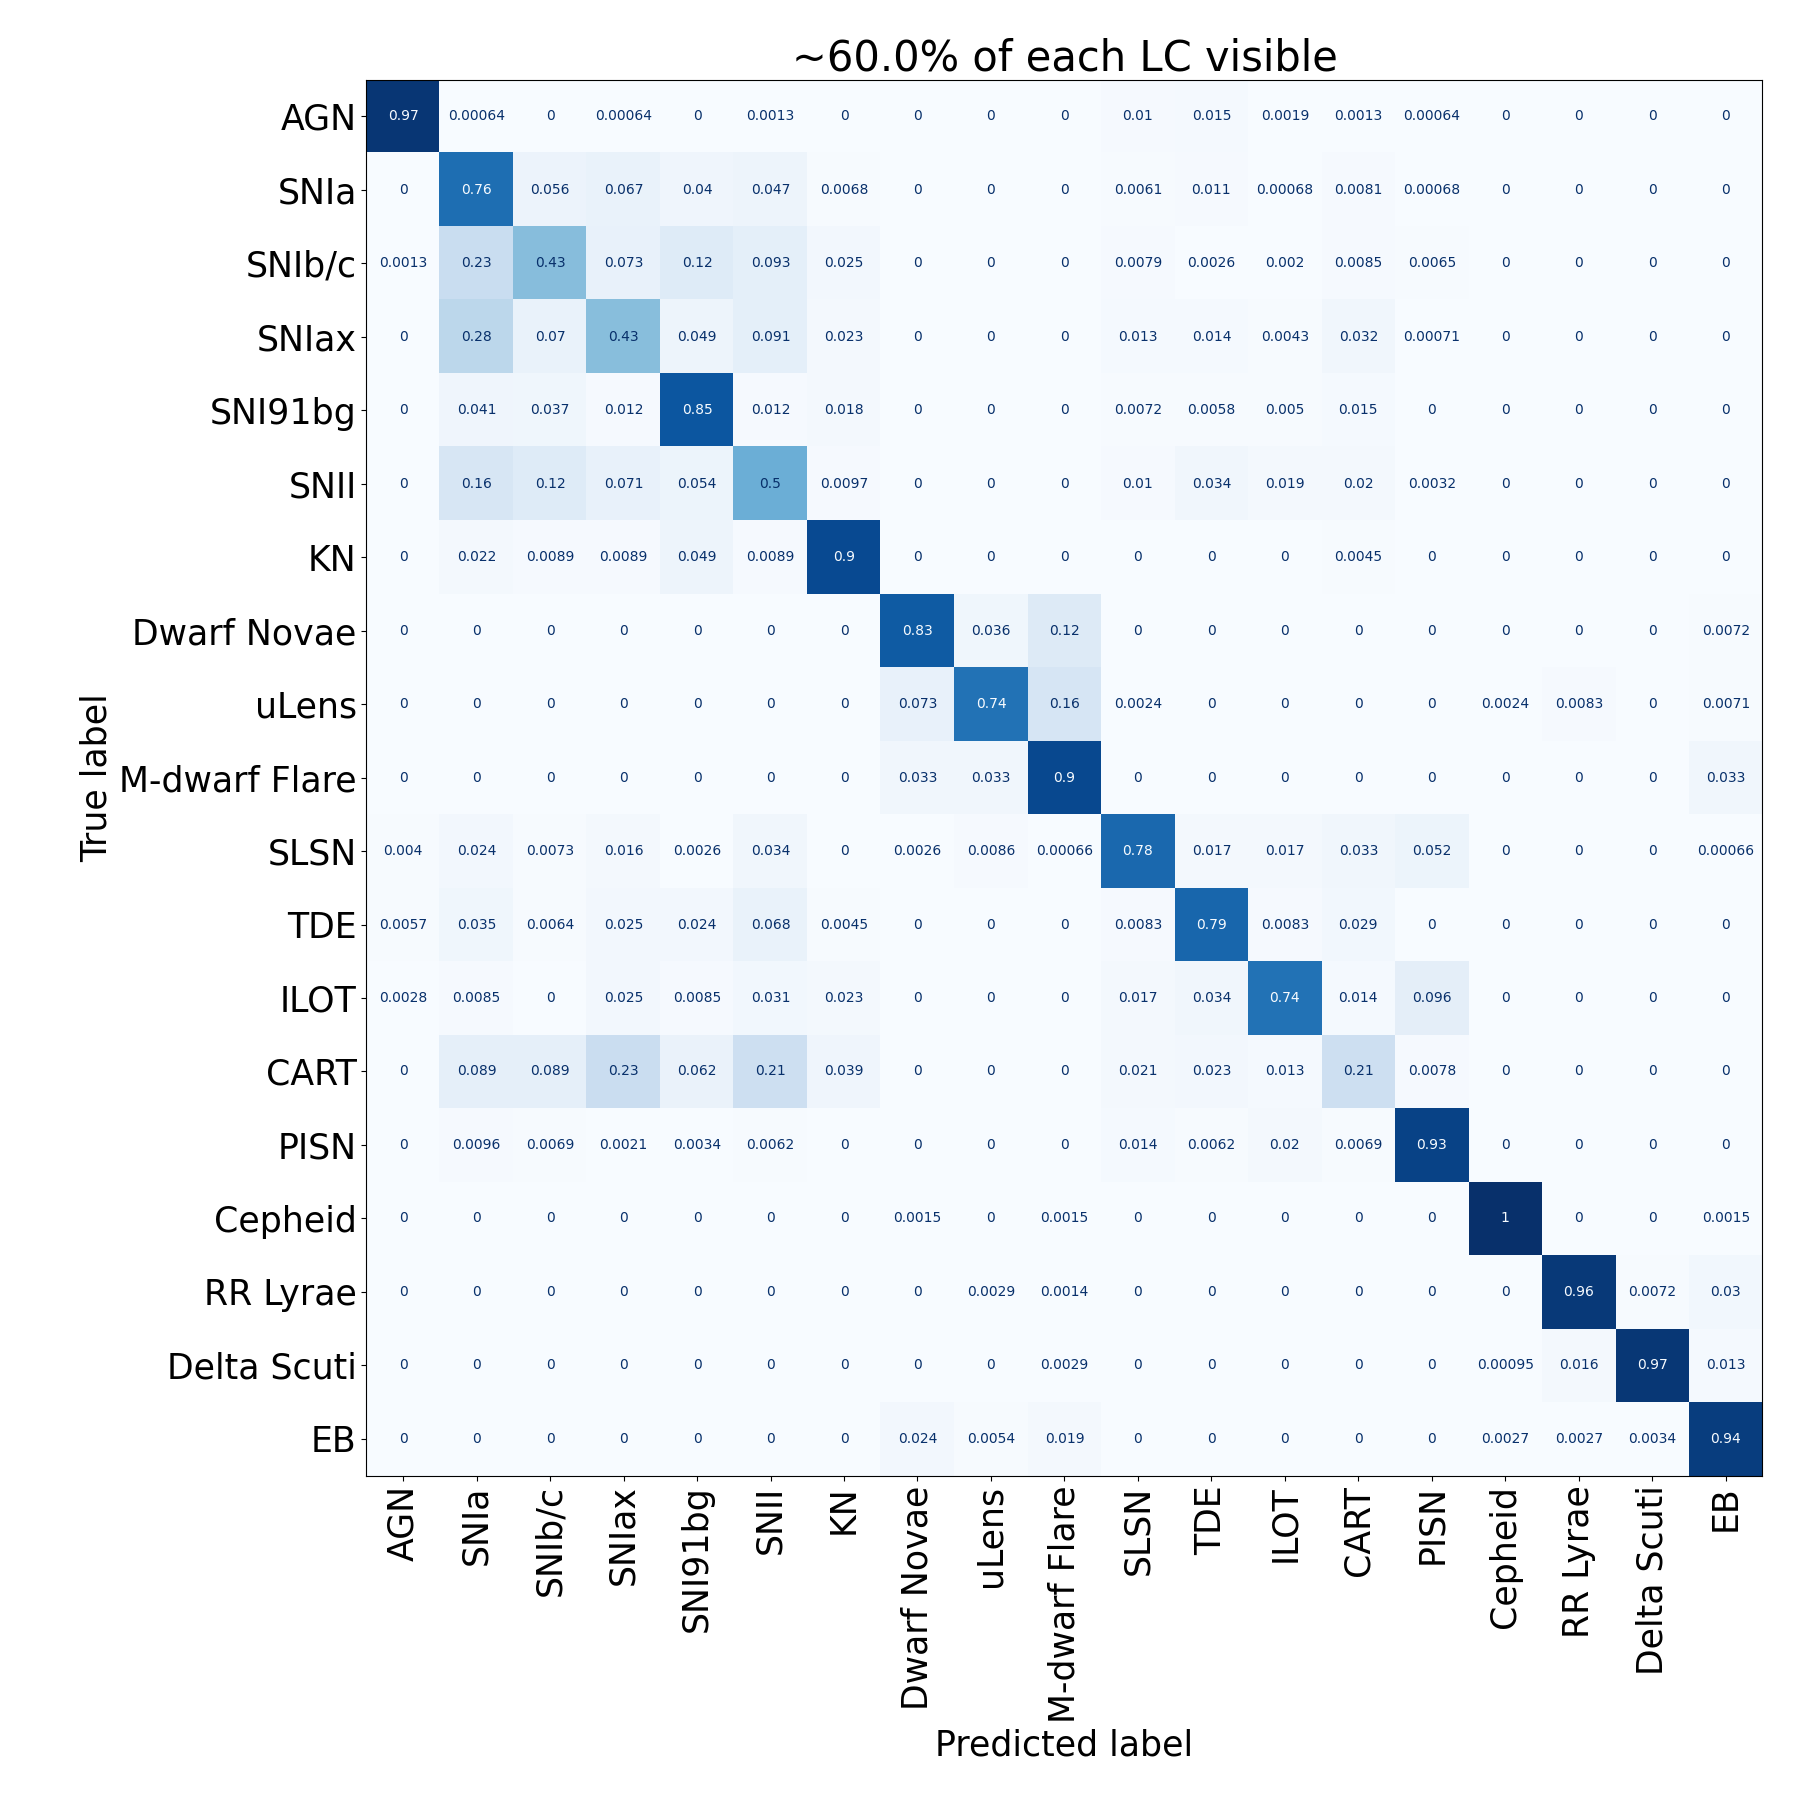 ~60.0% of each LC visible
AGN 0.97 0.00064 0 0.00064 0 0.0013 0 0 0 0 0.01 0.015 0.0019 0.0013 0.00064 0 0 0 0
SNIa 0 0.76 0.056 0.067 0.04 0.047 0.0068 0 0 0 0.0061 0.011 0.00068 0.0081 0.00068 0 0 0 0
SNIb/c 0.0013 0.23 0.43 0.073 0.12 0.093 0.025 0 0 0 0.0079 0.0026 0.002 0.0085 0.0065 0 0 0 0
SNIax 0 0.28 0.07 0.43 0.049 0.091 0.023 0 0 0 0.013 0.014 0.0043 0.032 0.00071 0 0 0 0
SNI91bg 0 0.041 0.037 0.012 0.85 0.012 0.018 0 0 0 0.0072 0.0058 0.005 0.015 0 0 0 0 0
SNII 0 0.16 0.12 0.071 0.054 0.5 0.0097 0 0 0 0.01 0.034 0.019 0.02 0.0032 0 0 0 0
KN 0 0.022 0.0089 0.0089 0.049 0.0089 0.9 0 0 0 0 0 0 0.0045 0 0 0 0 0
Dwarf Novae 0 0 0 0 0 0 0 0.83 0.036 0.12 0 0 0 0 0 0 0 0 0.0072
uLens 0 0 0 0 0 0 0 0.073 0.74 0.16 0.0024 0 0 0 0 0.0024 0.0083 0 0.0071
M-dwarf Flare 0 0 0 0 0 0 0 0.033 0.033 0.9 0 0 0 0 0 0 0 0 0.033
SLSN 0.004 0.024 0.0073 0.016 0.0026 0.034 0 0.0026 0.0086 0.00066 0.78 0.017 0.017 0.033 0.052 0 0 0 0.00066
TDE 0.0057 0.035 0.0064 0.025 0.024 0.068 0.0045 0 0 0 0.0083 0.79 0.0083 0.029 0 0 0 0 0
ILOT 0.0028 0.0085 0 0.025 0.0085 0.031 0.023 0 0 0 0.017 0.034 0.74 0.014 0.096 0 0 0 0
CART 0 0.089 0.089 0.23 0.062 0.21 0.039 0 0 0 0.021 0.023 0.013 0.21 0.0078 0 0 0 0
PISN 0 0.0096 0.0069 0.0021 0.0034 0.0062 0 0 0 0 0.014 0.0062 0.02 0.0069 0.93 0 0 0 0
Cepheid 0 0 0 0 0 0 0 0.0015 0 0.0015 0 0 0 0 0 1 0 0 0.0015
RR Lyrae 0 0 0 0 0 0 0 0 0.0029 0.0014 0 0 0 0 0 0 0.96 0.0072 0.03
Delta Scuti 0 0 0 0 0 0 0 0 0 0.0029 0 0 0 0 0 0.00095 0.016 0.97 0.013
EB 0 0 0 0 0 0 0 0.024 0.0054 0.019 0 0 0 0 0 0.0027 0.0027 0.0034 0.94
True label
AGN SNIa SNIb/c SNIax SNI91bg SNII KN Dwarf Novae uLens M-dwarf Flare SLSN TDE ILOT CART PISN Cepheid RR Lyrae Delta Scuti EB
Predicted label